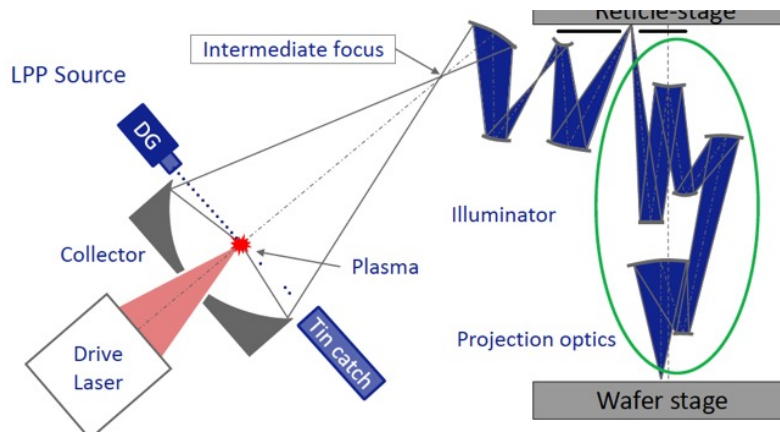 Reticle-stage
Intermediate focus
LPP Source
DG
Illuminator
Collector
Plasma
Projection optics
Tin catch
Drive
Laser
Wafer stage